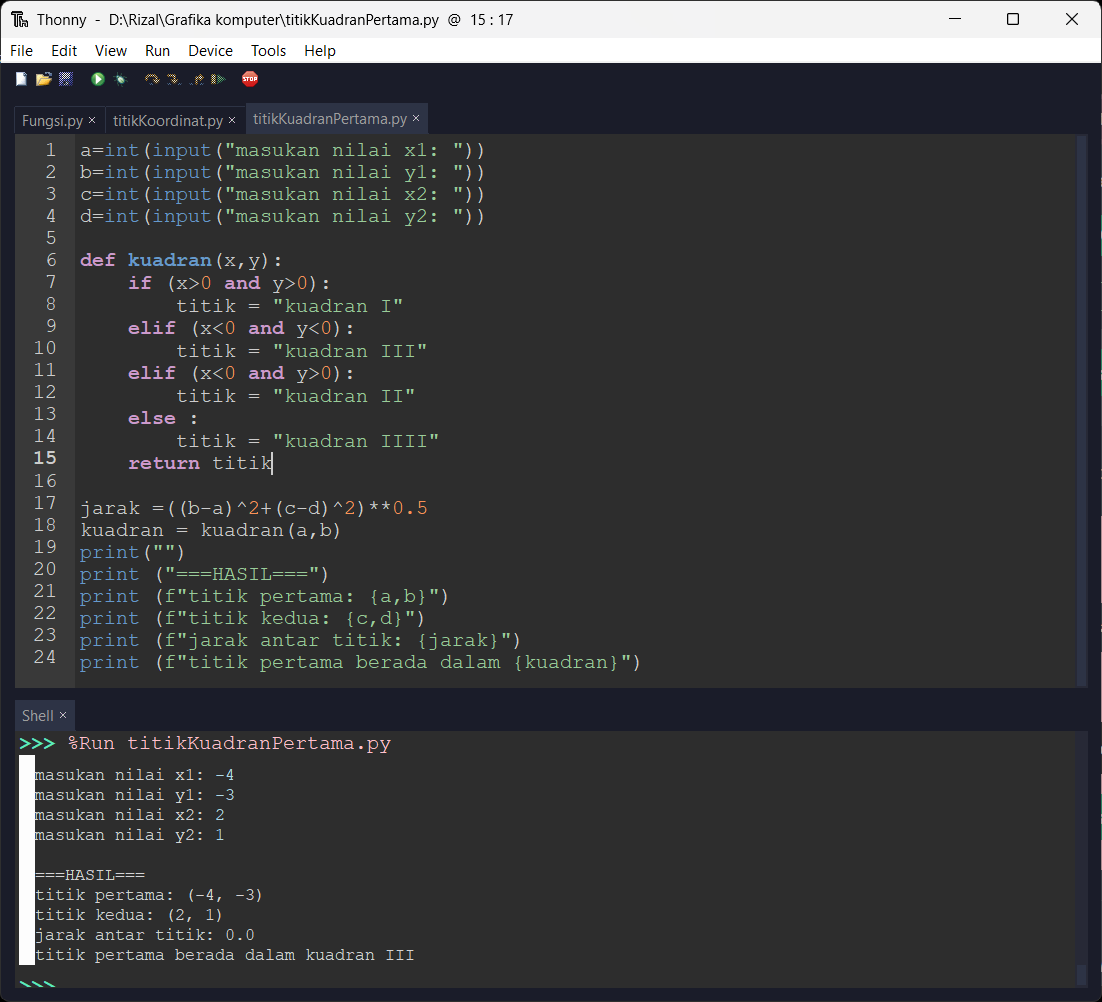 Thonny - D:\Rizal\Grafika komputer\titikKuadranPertama.py @ 15 : 17
File Edit View Run Device Tools Help
STOP
Fungsi.py × titikKoordinat.py × titikKuadranPertama.py ×
1 a=int(input("masukan nilai x1: "))
2 b=int(input("masukan nilai y1: "))
3 c=int(input("masukan nilai x2: "))
4 d=int(input("masukan nilai y2: "))
5
6 def kuadran(x,y):
7     if (x>0 and y>0):
8         titik = "kuadran I"
9     elif (x<0 and y<0):
10         titik = "kuadran III"
11     elif (x<0 and y>0):
12         titik = "kuadran II"
13     else :
14         titik = "kuadran IIII"
15     return titik
16
17 jarak =((b-a)^2+(c-d)^2)**0.5
18 kuadran = kuadran(a,b)
19 print("")
20 print ("===HASIL===")
21 print (f"titik pertama: {a,b}")
22 print (f"titik kedua: {c,d}")
23 print (f"jarak antar titik: {jarak}")
24 print (f"titik pertama berada dalam {kuadran}")
Shell ×
>>> %Run titikKuadranPertama.py
masukan nilai x1: -4
masukan nilai y1: -3
masukan nilai x2: 2
masukan nilai y2: 1
===HASIL===
titik pertama: (-4, -3)
titik kedua: (2, 1)
jarak antar titik: 0.0
titik pertama berada dalam kuadran III
>>>